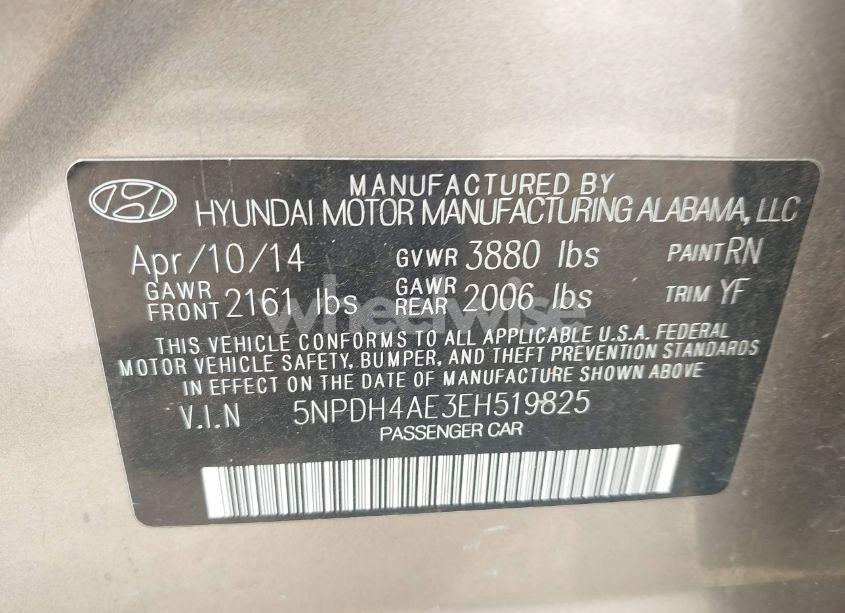 MANUFACTURED BY
HYUNDAI MOTOR MANUFACTURING ALABAMA, LLC
Apr/10/14 GVWR 3880 lbs PAINT RN
GAWR FRONT 2161 lbs GAWR REAR 2006 lbs TRIM YF
THIS VEHICLE CONFORMS TO ALL APPLICABLE U.S.A. FEDERAL
MOTOR VEHICLE SAFETY, BUMPER, AND THEFT PREVENTION STANDARDS
IN EFFECT ON THE DATE OF MANUFACTURE SHOWN ABOVE
V.I.N 5NPDH4AE3EH519825
PASSENGER CAR
wheelwise